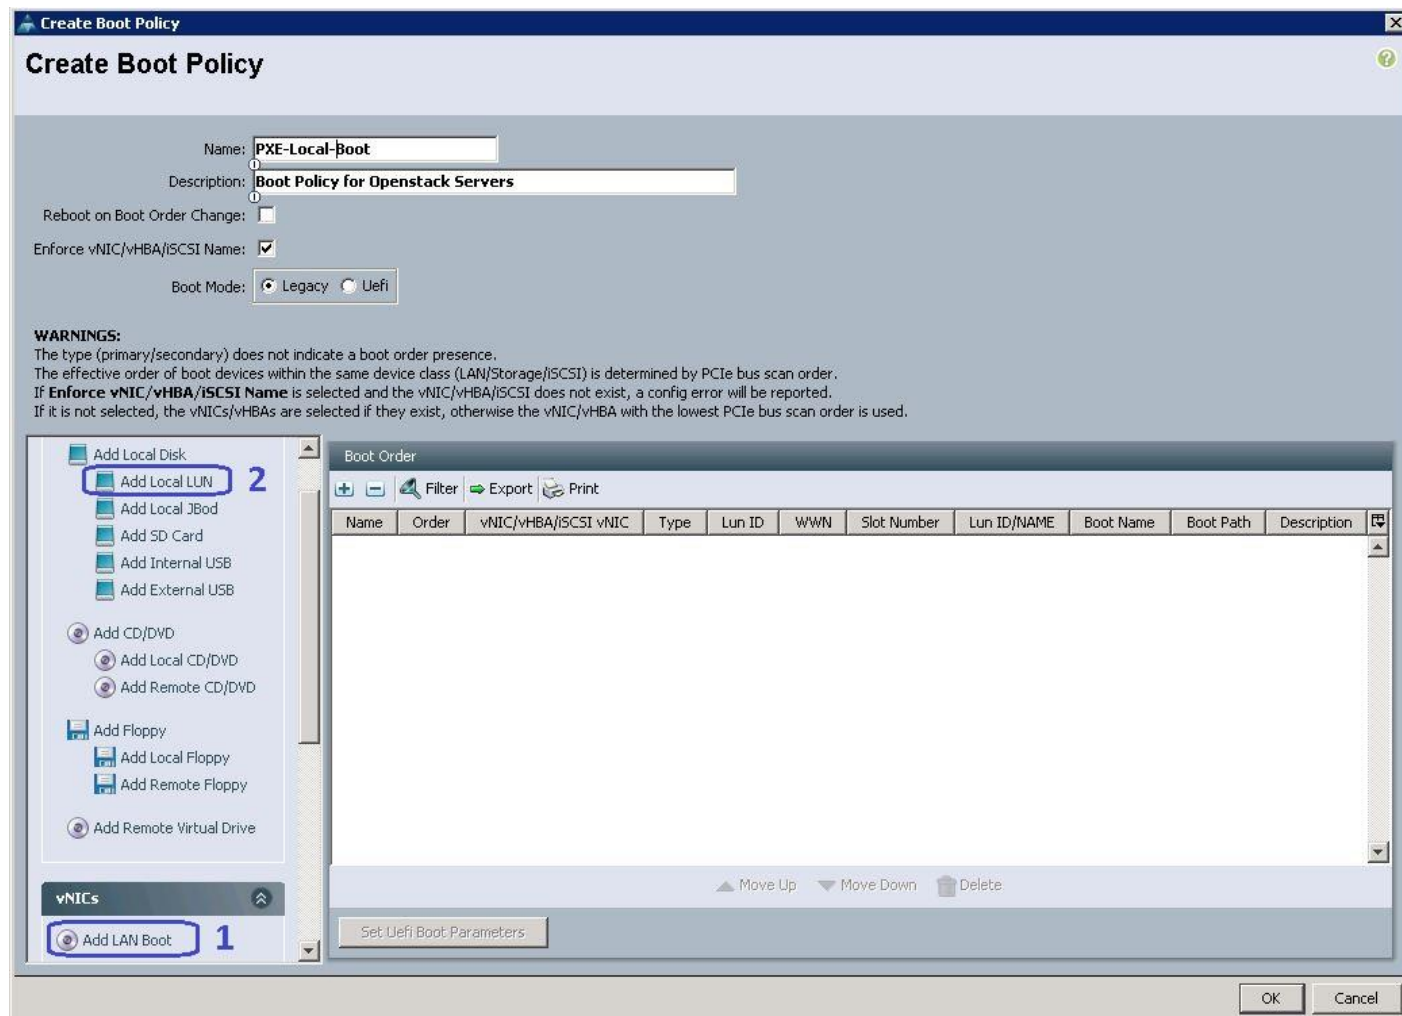 Create Boot Policy
Create Boot Policy
Name: PXE-Local-Boot
Description: Boot Policy for Openstack Servers
Reboot on Boot Order Change:
Enforce vNIC/vHBA/iSCSI Name:
Boot Mode: Legacy Uefi
WARNINGS:
The type (primary/secondary) does not indicate a boot order presence.
The effective order of boot devices within the same device class (LAN/Storage/iSCSI) is determined by PCIe bus scan order.
If Enforce vNIC/vHBA/iSCSI Name is selected and the vNIC/vHBA/iSCSI does not exist, a config error will be reported.
If it is not selected, the vNICs/vHBAs are selected if they exist, otherwise the vNIC/vHBA with the lowest PCIe bus scan order is used.
Add Local Disk
Add Local LUN 2
Add Local JBod
Add SD Card
Add Internal USB
Add External USB
Add CD/DVD
Add Local CD/DVD
Add Remote CD/DVD
Add Floppy
Add Local Floppy
Add Remote Floppy
Add Remote Virtual Drive
vNICs
Add LAN Boot 1
Boot Order
Filter Export Print
Name Order vNIC/vHBA/iSCSI vNIC Type Lun ID WWN Slot Number Lun ID/NAME Boot Name Boot Path Description
Move Up Move Down Delete
Set Uefi Boot Parameters
OK Cancel